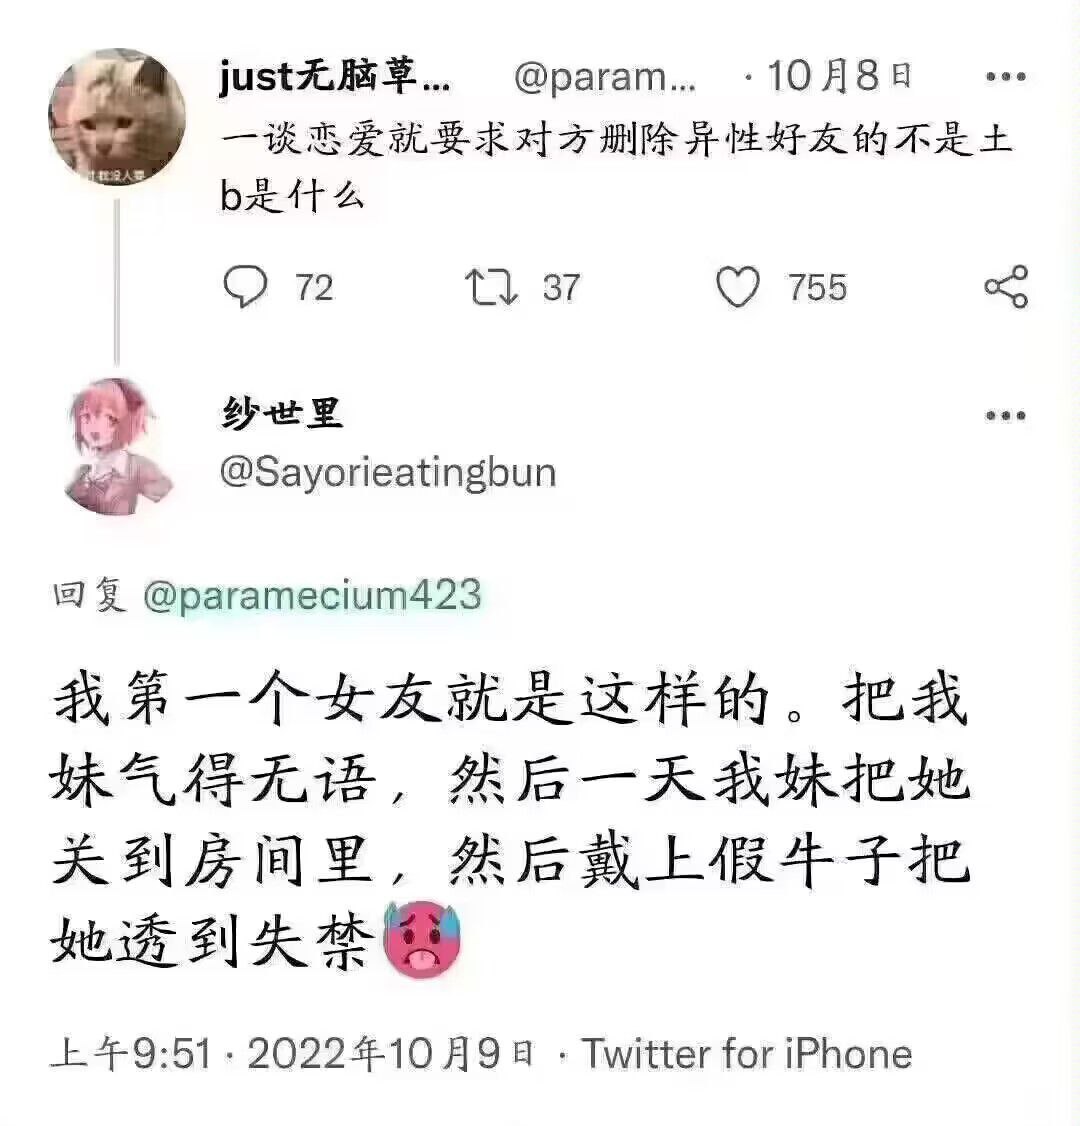 just无脑草... @param... · 10月8日
一谈恋爱就要求对方删除异性好友的不是土
b是什么
72 37 755
纱世里
@Sayorieatingbun
回复 @paramecium423
我第一个女友就是这样的。把我
妹气得无语，然后一天我妹把她
关到房间里，然后戴上假牛子把
她透到失禁🥵
上午9:51 · 2022年10月9日 · Twitter for iPhone